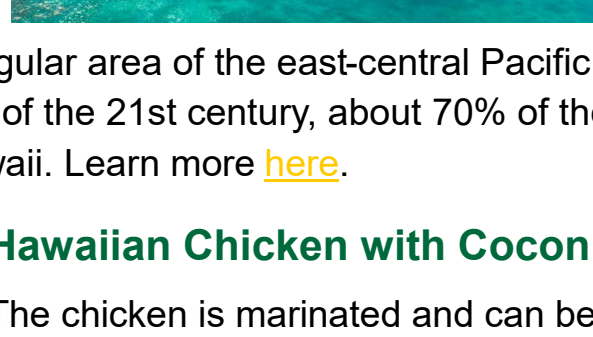 gular area of the east-central Pacific
of the 21st century, about 70% of the
waii. Learn more here.
Hawaiian Chicken with Cocon
The chicken is marinated and can be